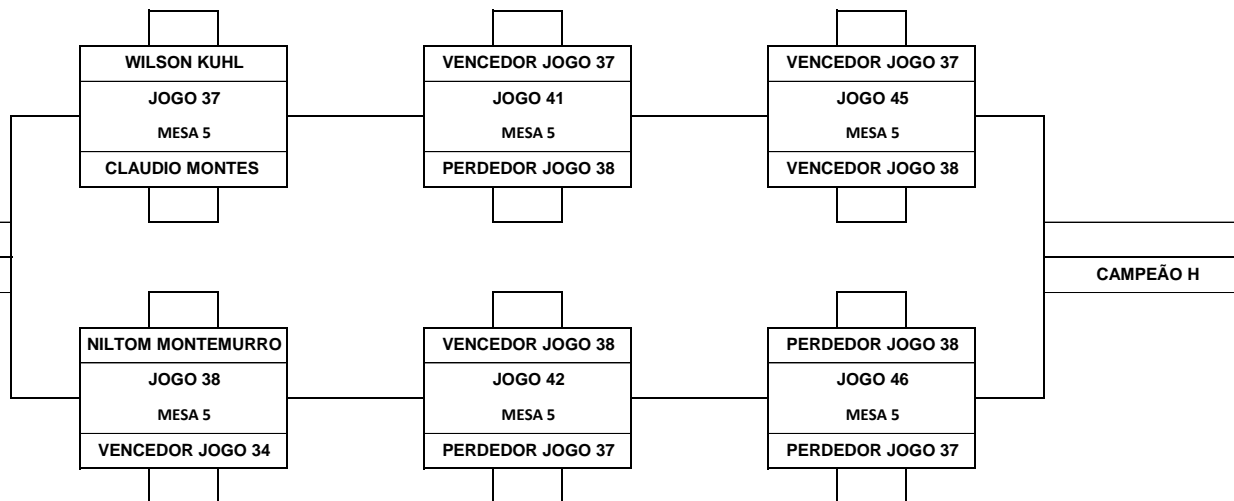 WILSON KUHL
JOGO 37
MESA 5
CLAUDIO MONTES
VENCEDOR JOGO 37
JOGO 41
MESA 5
PERDEDOR JOGO 38
VENCEDOR JOGO 37
JOGO 45
MESA 5
VENCEDOR JOGO 38
CAMPEÃO H
NILTOM MONTEMURRO
JOGO 38
MESA 5
VENCEDOR JOGO 34
VENCEDOR JOGO 38
JOGO 42
MESA 5
PERDEDOR JOGO 37
PERDEDOR JOGO 38
JOGO 46
MESA 5
PERDEDOR JOGO 37